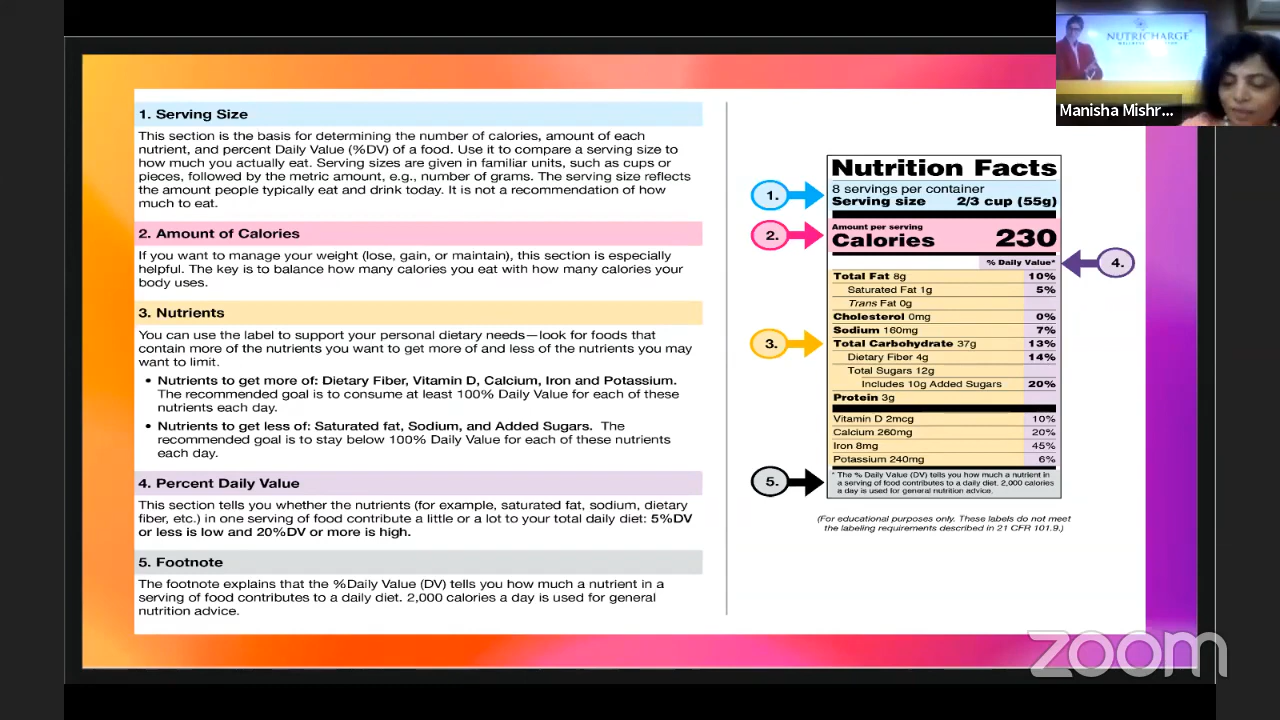 NUTRICHARGE
Manisha Mishr...
1. Serving Size
This section is the basis for determining the number of calories, amount of each
nutrient, and percent Daily Value (%DV) of a food. Use it to compare a serving size to
how much you actually eat. Serving sizes are given in familiar units, such as cups or
pieces, followed by the metric amount, e.g., number of grams. The serving size reflects
the amount people typically eat and drink today. It is not a recommendation of how
much to eat.
2. Amount of Calories
If you want to manage your weight (lose, gain, or maintain), this section is especially
helpful. The key is to balance how many calories you eat with how many calories your
body uses.
3. Nutrients
You can use the label to support your personal dietary needs—look for foods that
contain more of the nutrients you want to get more of and less of the nutrients you may
want to limit.
• Nutrients to get more of: Dietary Fiber, Vitamin D, Calcium, Iron and Potassium.
The recommended goal is to consume at least 100% Daily Value for each of these
nutrients each day.
• Nutrients to get less of: Saturated fat, Sodium, and Added Sugars. The
recommended goal is to stay below 100% Daily Value for each of these nutrients
each day.
4. Percent Daily Value
This section tells you whether the nutrients (for example, saturated fat, sodium, dietary
fiber, etc.) in one serving of food contribute a little or a lot to your total daily diet: 5%DV
or less is low and 20%DV or more is high.
5. Footnote
The footnote explains that the %Daily Value (DV) tells you how much a nutrient in a
serving of food contributes to a daily diet. 2,000 calories a day is used for general
nutrition advice.
Nutrition Facts
1.
8 servings per container
Serving size 2/3 cup (55g)
2.
Amount per serving
Calories 230
% Daily Value*
4.
Total Fat 8g 10%
Saturated Fat 1g 5%
Trans Fat 0g
Cholesterol 0mg 0%
Sodium 160mg 7%
3.
Total Carbohydrate 37g 13%
Dietary Fiber 4g 14%
Total Sugars 12g
Includes 10g Added Sugars 20%
Protein 3g
Vitamin D 2mcg 10%
Calcium 260mg 20%
Iron 8mg 45%
Potassium 240mg 6%
5.
* The % Daily Value (DV) tells you how much a nutrient in
a serving of food contributes to a daily diet. 2,000 calories
a day is used for general nutrition advice.
(For educational purposes only. These labels do not meet
the labeling requirements described in 21 CFR 101.9.)
zoom